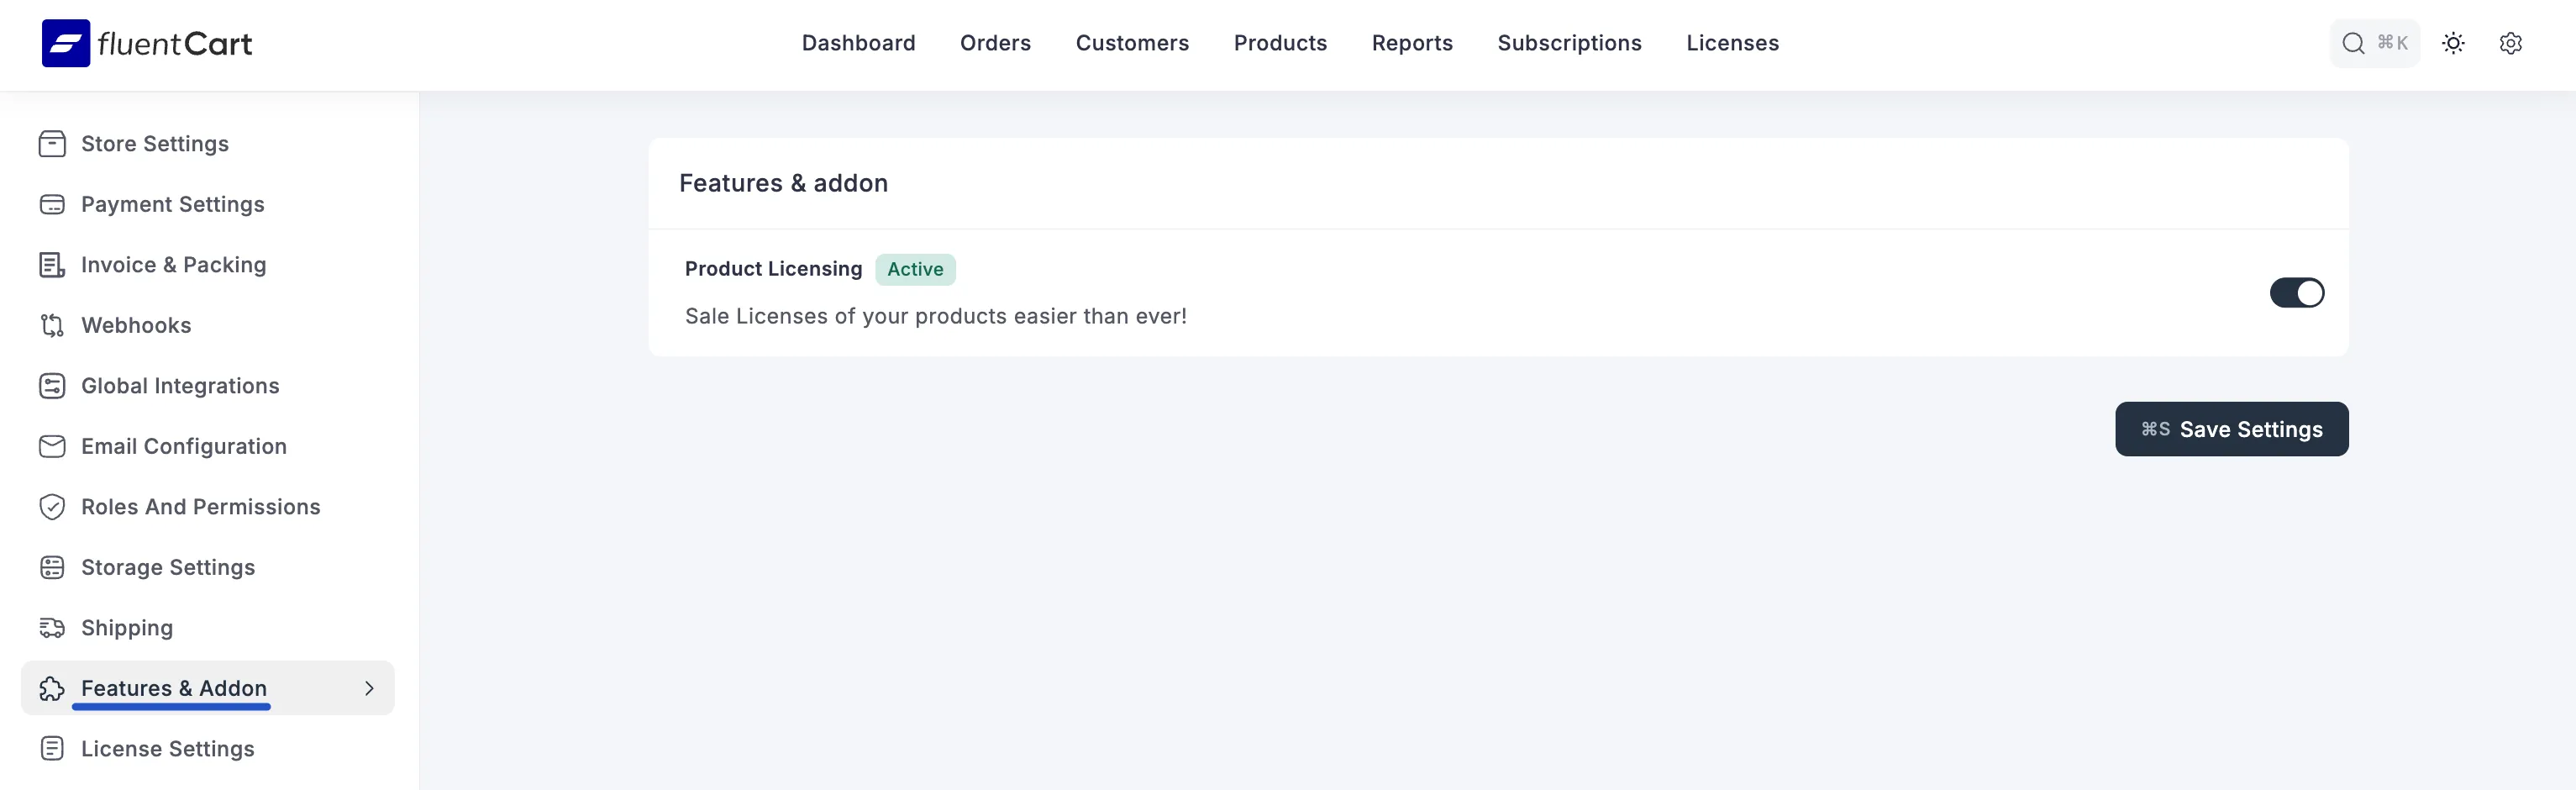 fluentCart
Dashboard Orders Customers Products Reports Subscriptions Licenses
⌘K
Store Settings
Payment Settings
Invoice & Packing
Webhooks
Global Integrations
Email Configuration
Roles And Permissions
Storage Settings
Shipping
Features & Addon
License Settings
Features & addon
Product Licensing Active
Sale Licenses of your products easier than ever!
⌘S Save Settings